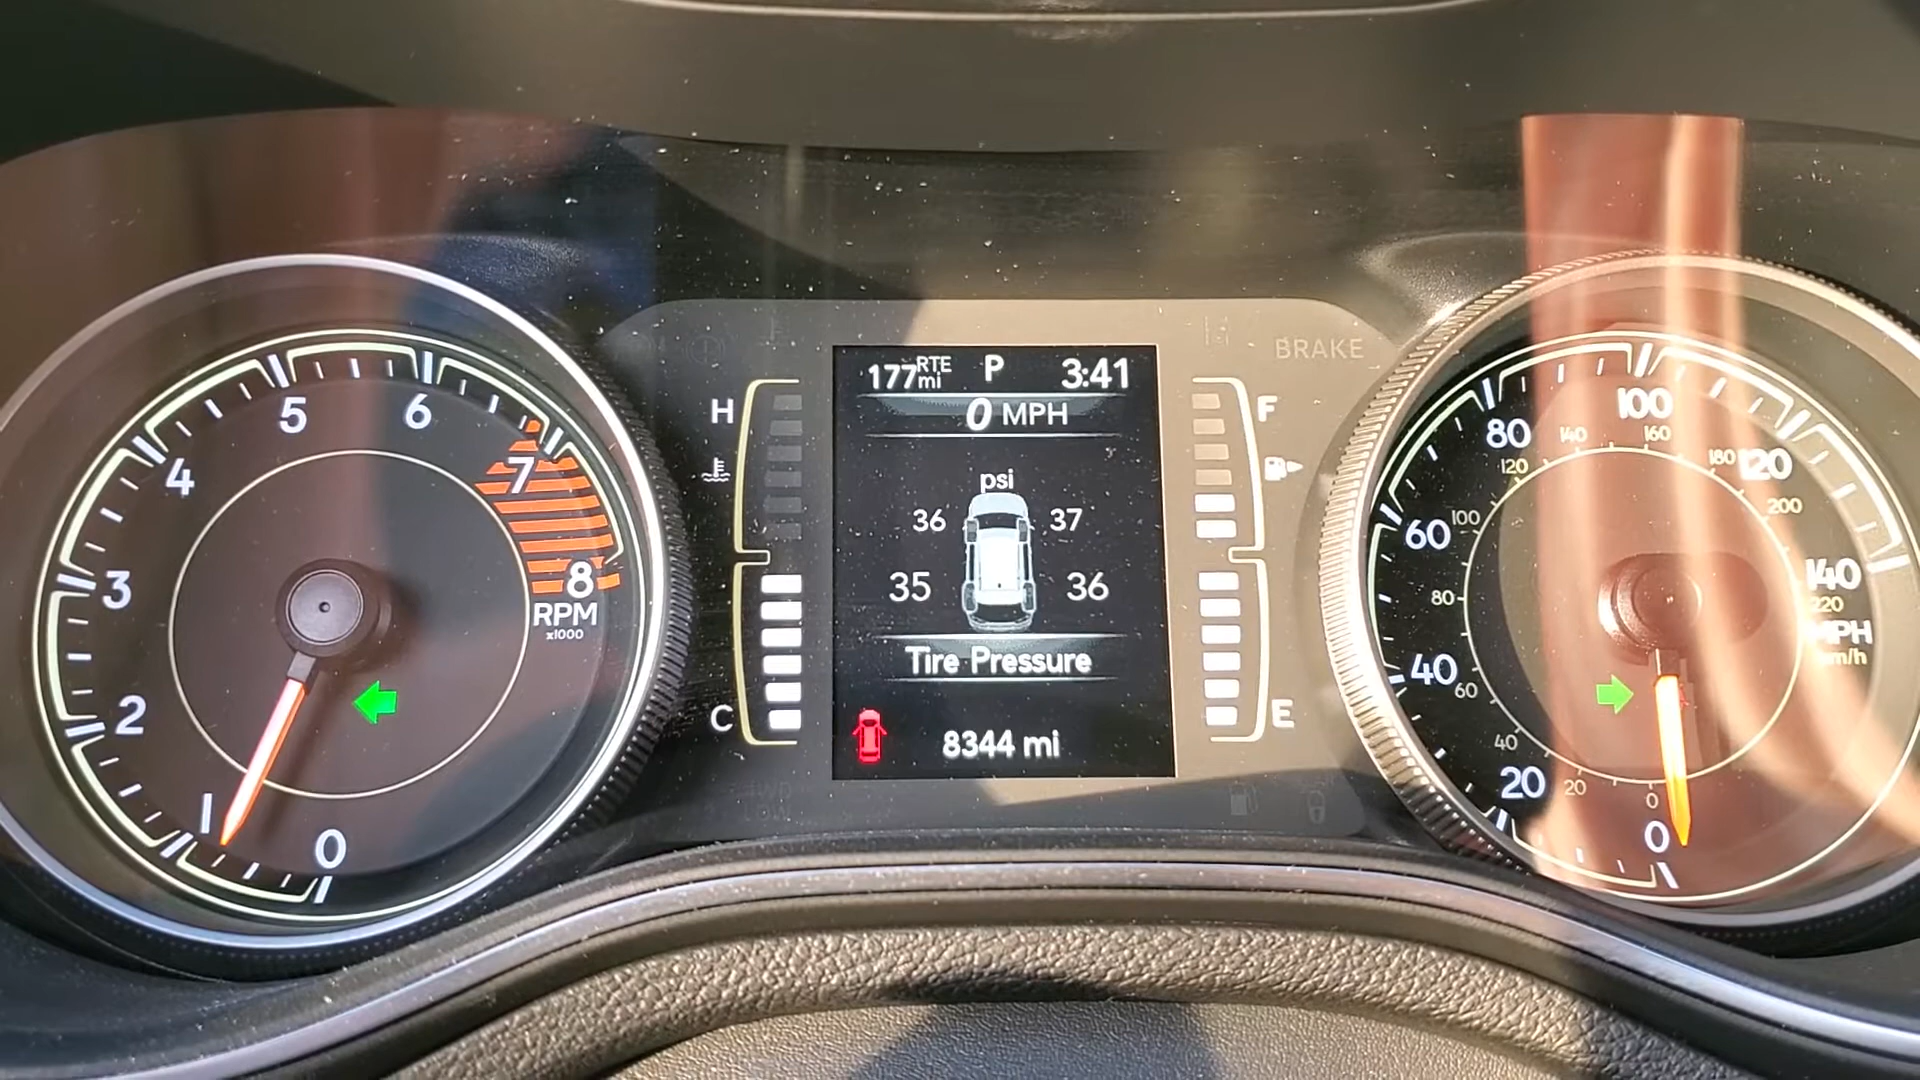 177 RTE mi P 3:41
0 MPH
psi
36 37
35 36
Tire Pressure
8344 mi
H
C
F
E
BRAKE
0
1
2
3
4
5
6
7
8
RPM
x1000
0
20
40
60
80
100
120
140
MPH
0
20
40
60
80
100
120
140
160
180
200
220
km/h